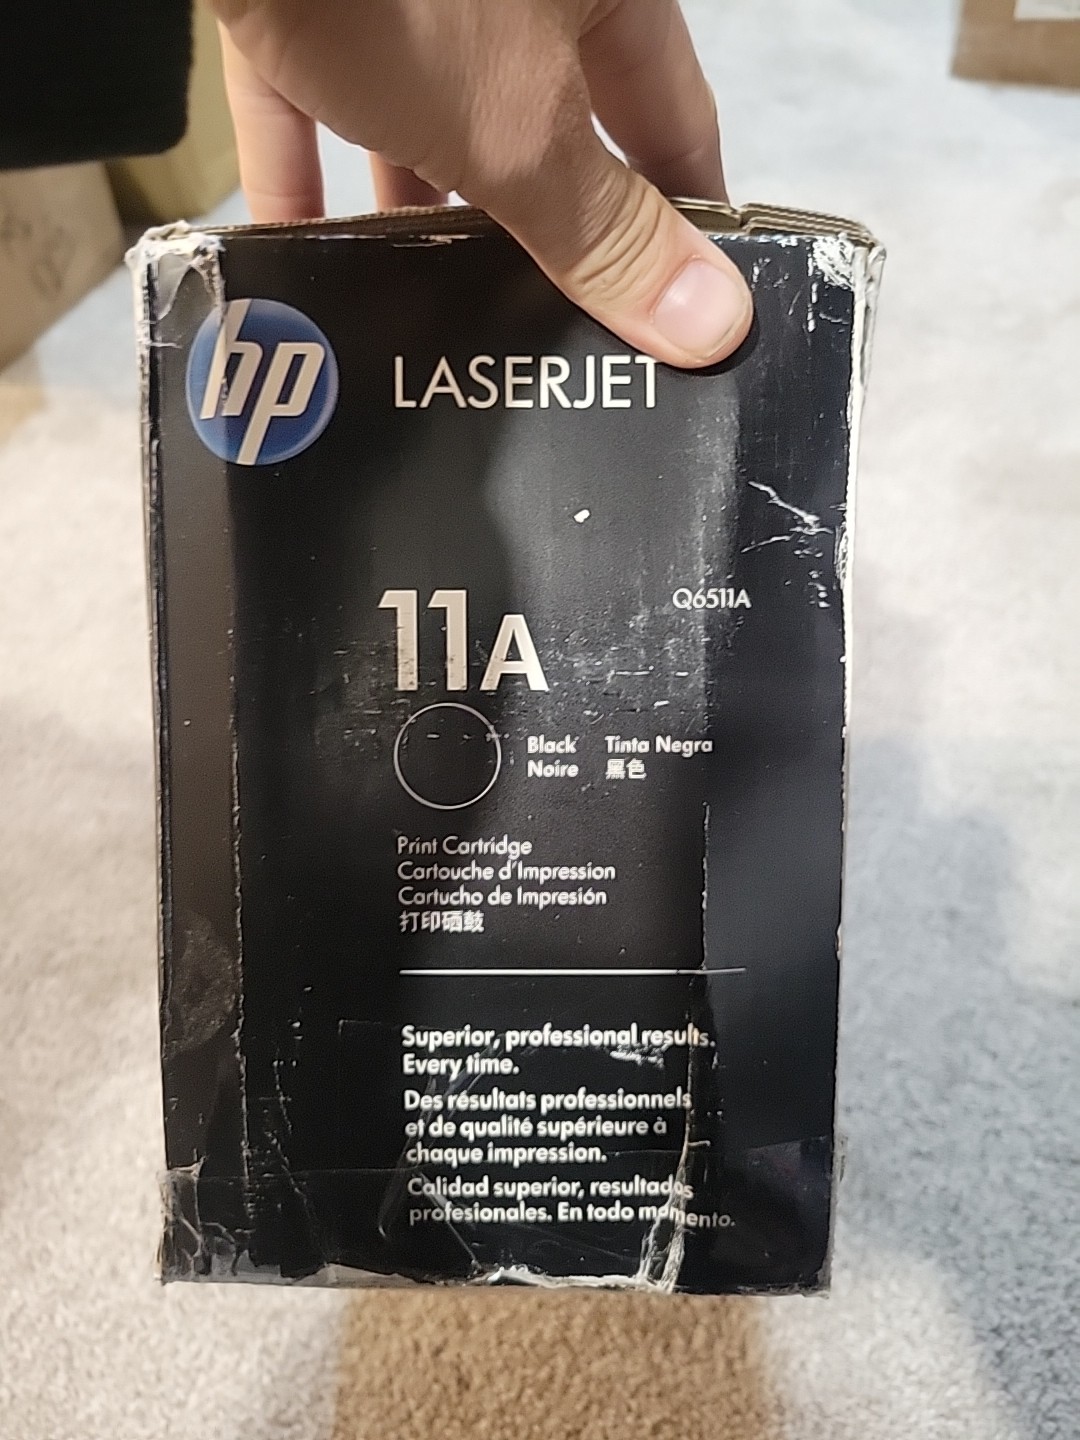 hp
LASERJET
11A
Q6511A
Black Tinta Negra
Noire 黑色
Print Cartridge
Cartouche d'Impression
Cartucho de Impresión
打印硒鼓
Superior, professional results.
Every time.
Des résultats professionnels
et de qualité supérieure à
chaque impression.
Calidad superior, resultados
profesionales. En todo momento.